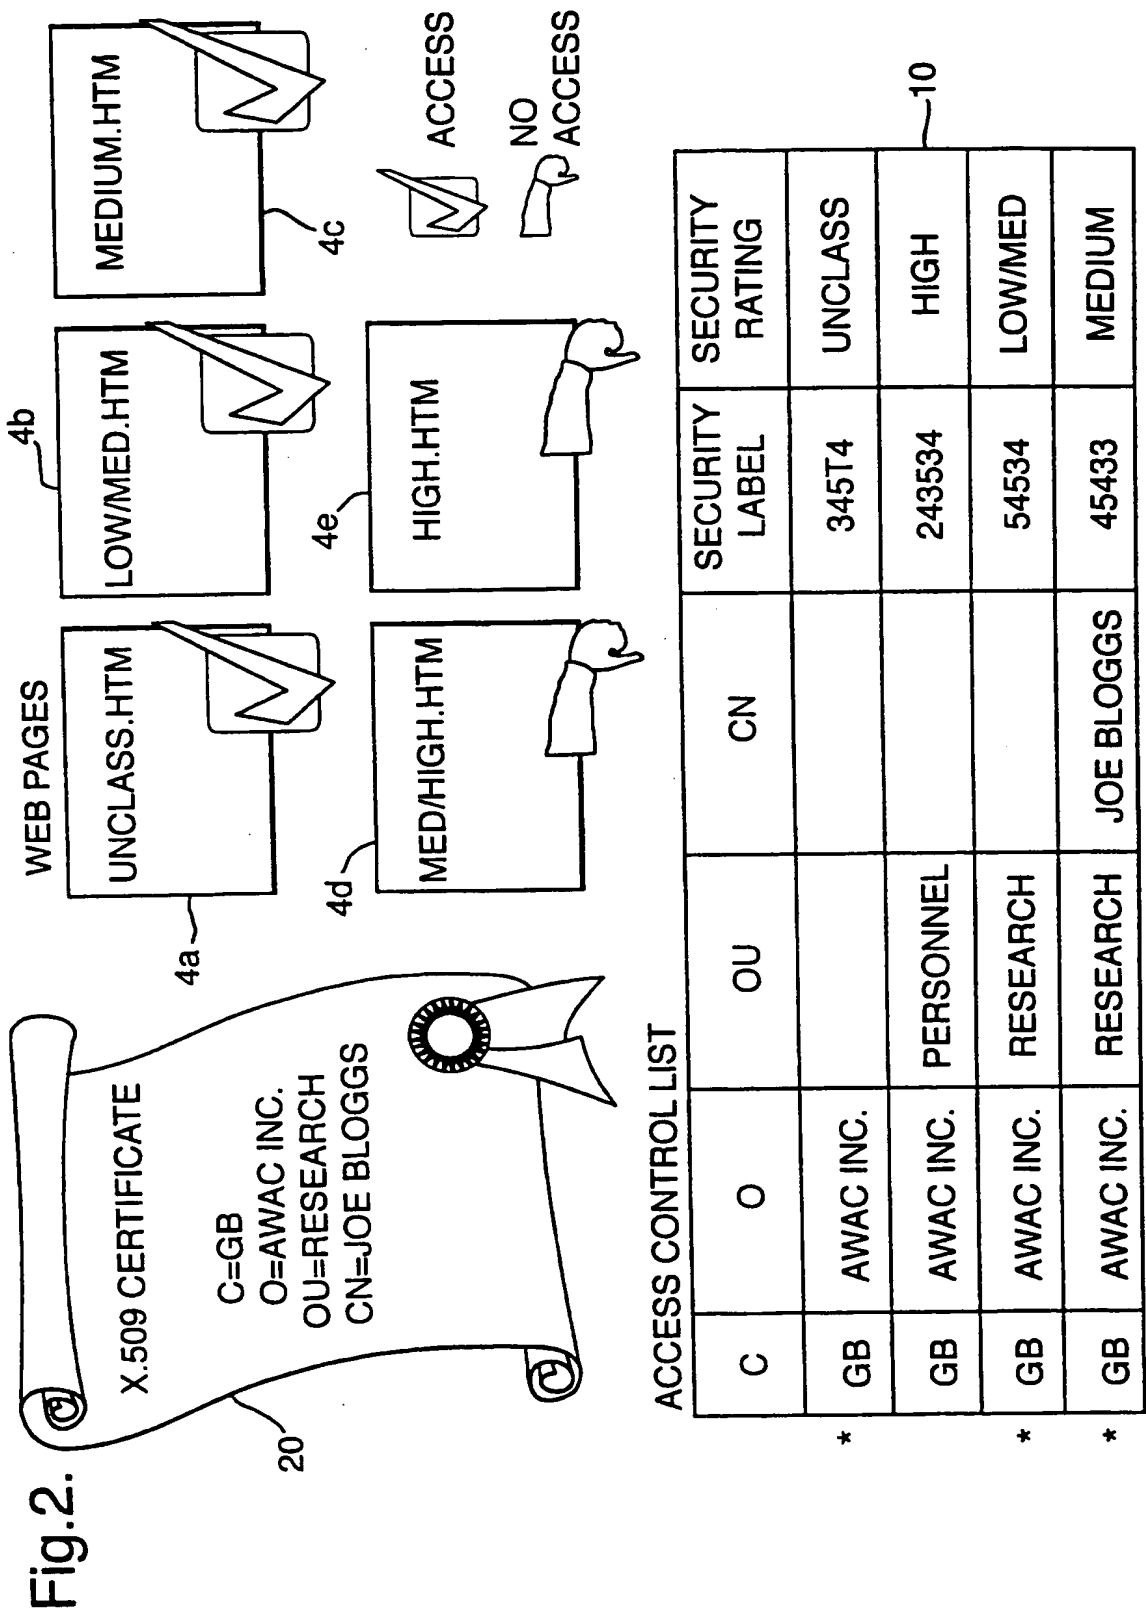 Fig.2.
X.509 CERTIFICATE
C=GB
O=AWAC INC.
OU=RESEARCH
CN=JOE BLOGGS
20
WEB PAGES
4a
UNCLASS.HTM
4b
LOW/MED.HTM
MEDIUM.HTM
4c
4d
MED/HIGH.HTM
4e
HIGH.HTM
ACCESS
NO
ACCESS
ACCESS CONTROL LIST
10
C O OU CN SECURITY LABEL SECURITY RATING
* GB AWAC INC. 345T4 UNCLASS
GB AWAC INC. PERSONNEL 243534 HIGH
* GB AWAC INC. RESEARCH 54534 LOW/MED
* GB AWAC INC. RESEARCH JOE BLOGGS 45433 MEDIUM